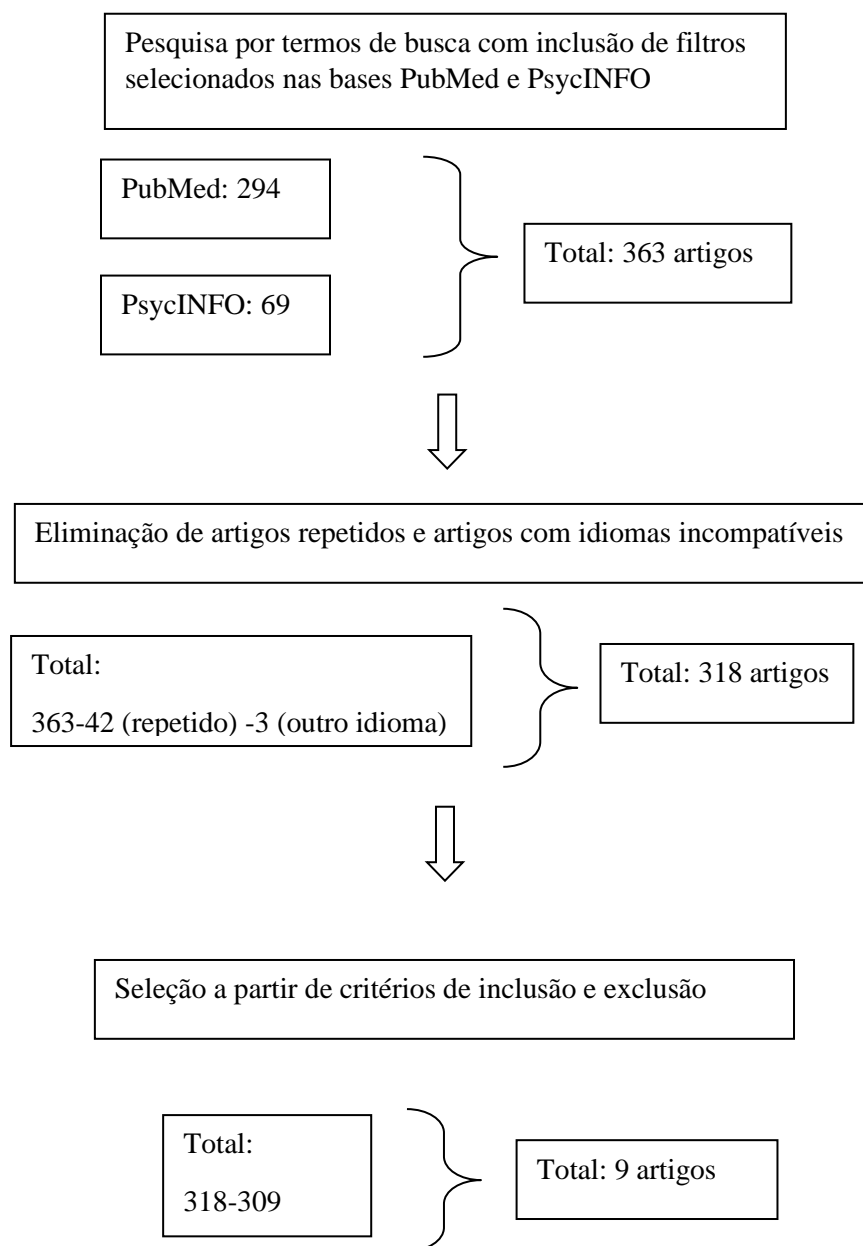 Pesquisa por termos de busca com inclusão de filtros
selecionados nas bases PubMed e PsycINFO
PubMed: 294
PsycINFO: 69
Total: 363 artigos
Eliminação de artigos repetidos e artigos com idiomas incompatíveis
Total:
363-42 (repetido) -3 (outro idioma)
Total: 318 artigos
Seleção a partir de critérios de inclusão e exclusão
Total:
318-309
Total: 9 artigos